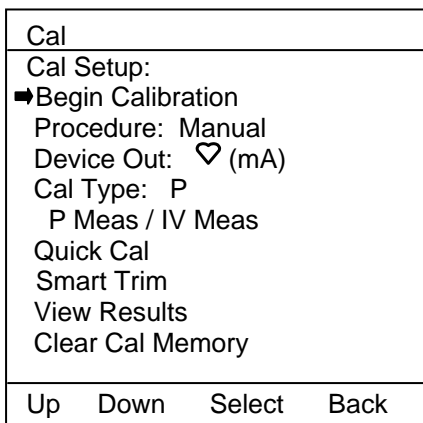 Cal
Cal Setup:
➡Begin Calibration
Procedure: Manual
Device Out: ♡ (mA)
Cal Type: P
P Meas / IV Meas
Quick Cal
Smart Trim
View Results
Clear Cal Memory
Up Down Select Back